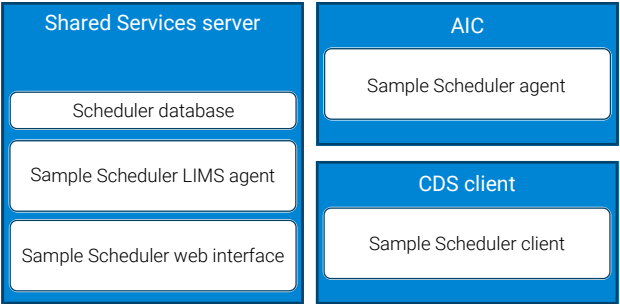 Shared Services server
Scheduler database
Sample Scheduler LIMS agent
Sample Scheduler web interface
AIC
Sample Scheduler agent
CDS client
Sample Scheduler client